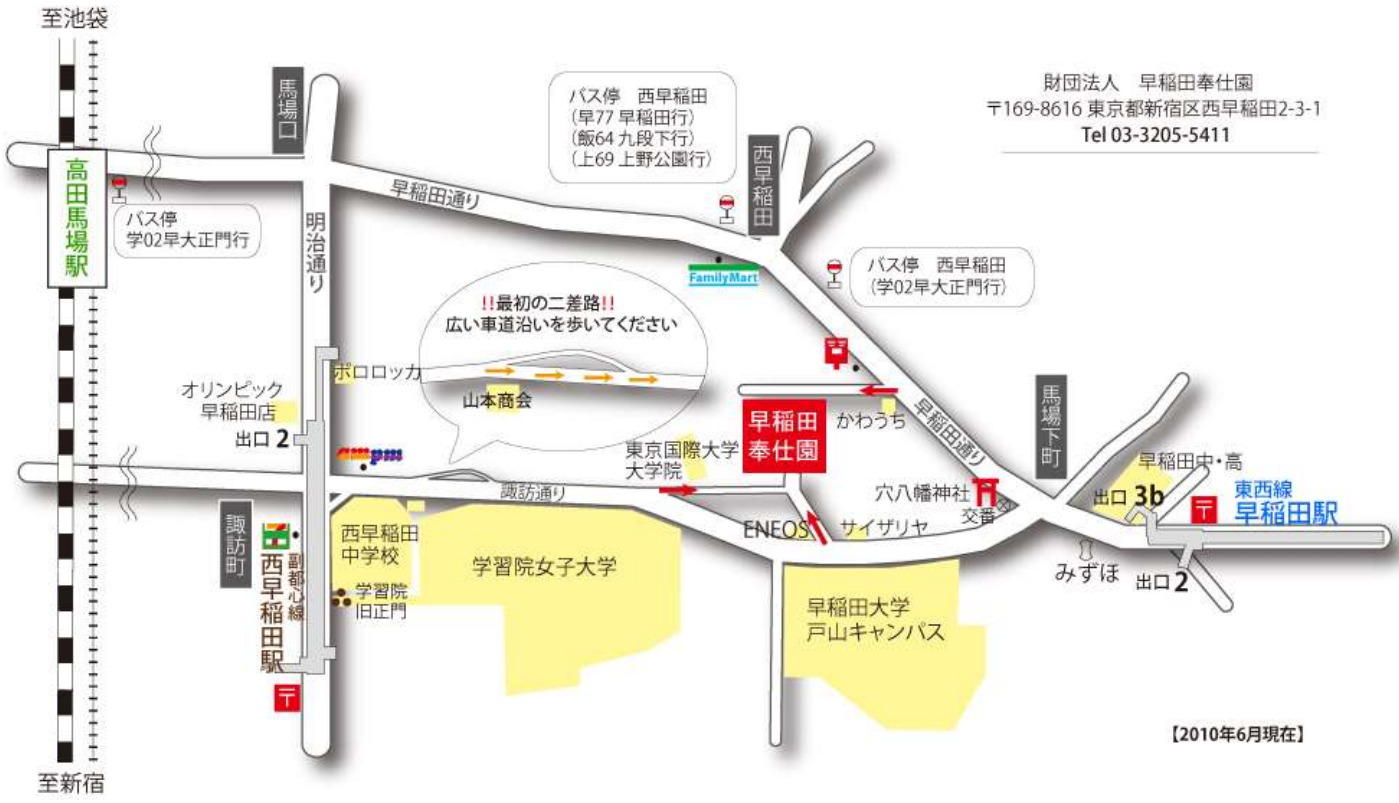 至池袋
高田馬場駅
至新宿
バス停
学02早大正門行
馬場口
明治通り
早稲田通り
バス停 西早稲田
(早77 早稲田行)
(飯64 九段下行)
(上69 上野公園行)
西早稲田
FamilyMart
バス停 西早稲田
(学02早大正門行)
財団法人 早稲田奉仕園
〒169-8616 東京都新宿区西早稲田2-3-1
Tel 03-3205-5411
!!最初の二差路!!
広い車道沿いを歩いてください
山本商会
ポロロッカ
オリンピック
早稲田店
出口 2
諏訪町
副都心線
西早稲田駅
〒
西早稲田
中学校
学習院
旧正門
学習院女子大学
諏訪通り
東京国際大学
大学院
早稲田
奉仕園
かわうち
早稲田通り
馬場下町
穴八幡神社
交番
ENEOS
サイザリヤ
早稲田大学
戸山キャンパス
早稲田中・高
出口 3b
〒
東西線
早稲田駅
みずほ
出口 2
【2010年6月現在】